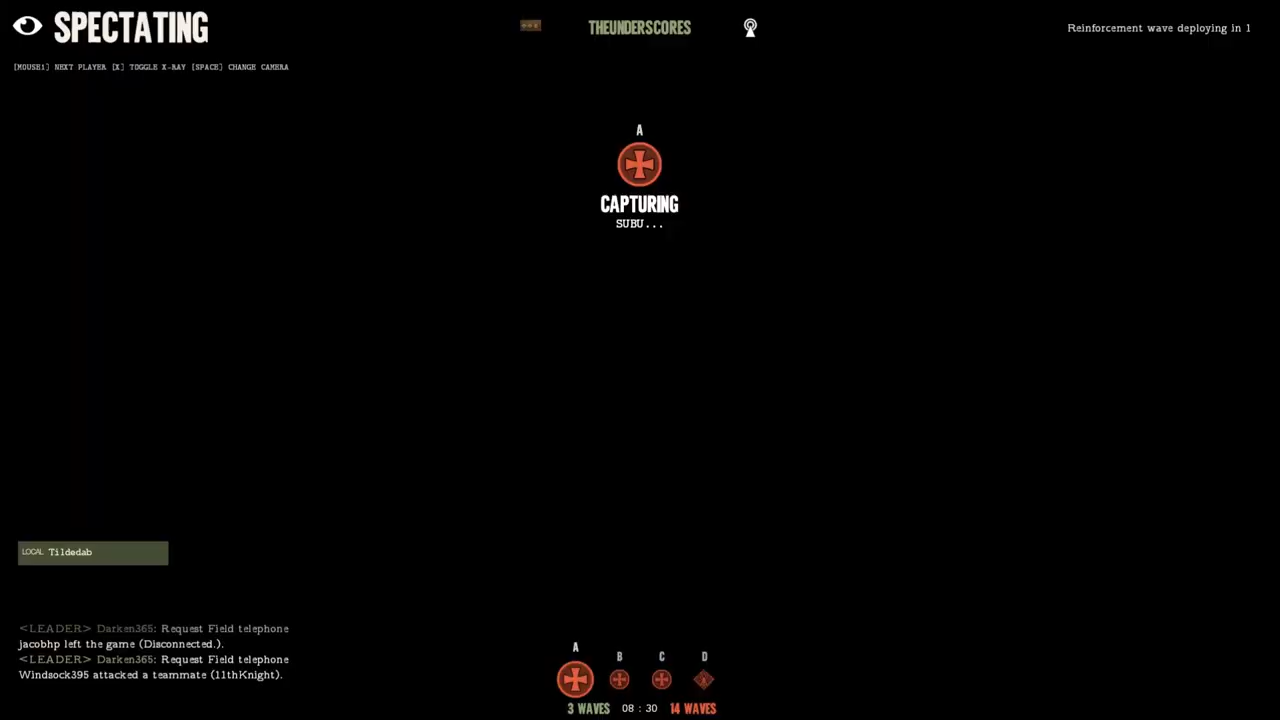 SPECTATING
THEUNDERSCORES
Reinforcement wave deploying in 1
[MOUSE1] NEXT PLAYER [X] TOGGLE X-RAY [SPACE] CHANGE CAMERA
A
CAPTURING
SUBU...
LOCAL Tildedab
<LEADER> Darken365: Request Field telephone
jacobhp left the game (Disconnected.).
<LEADER> Darken365: Request Field telephone
Windsock395 attacked a teammate (11thKnight).
A B C D
3 WAVES 08 : 30 14 WAVES